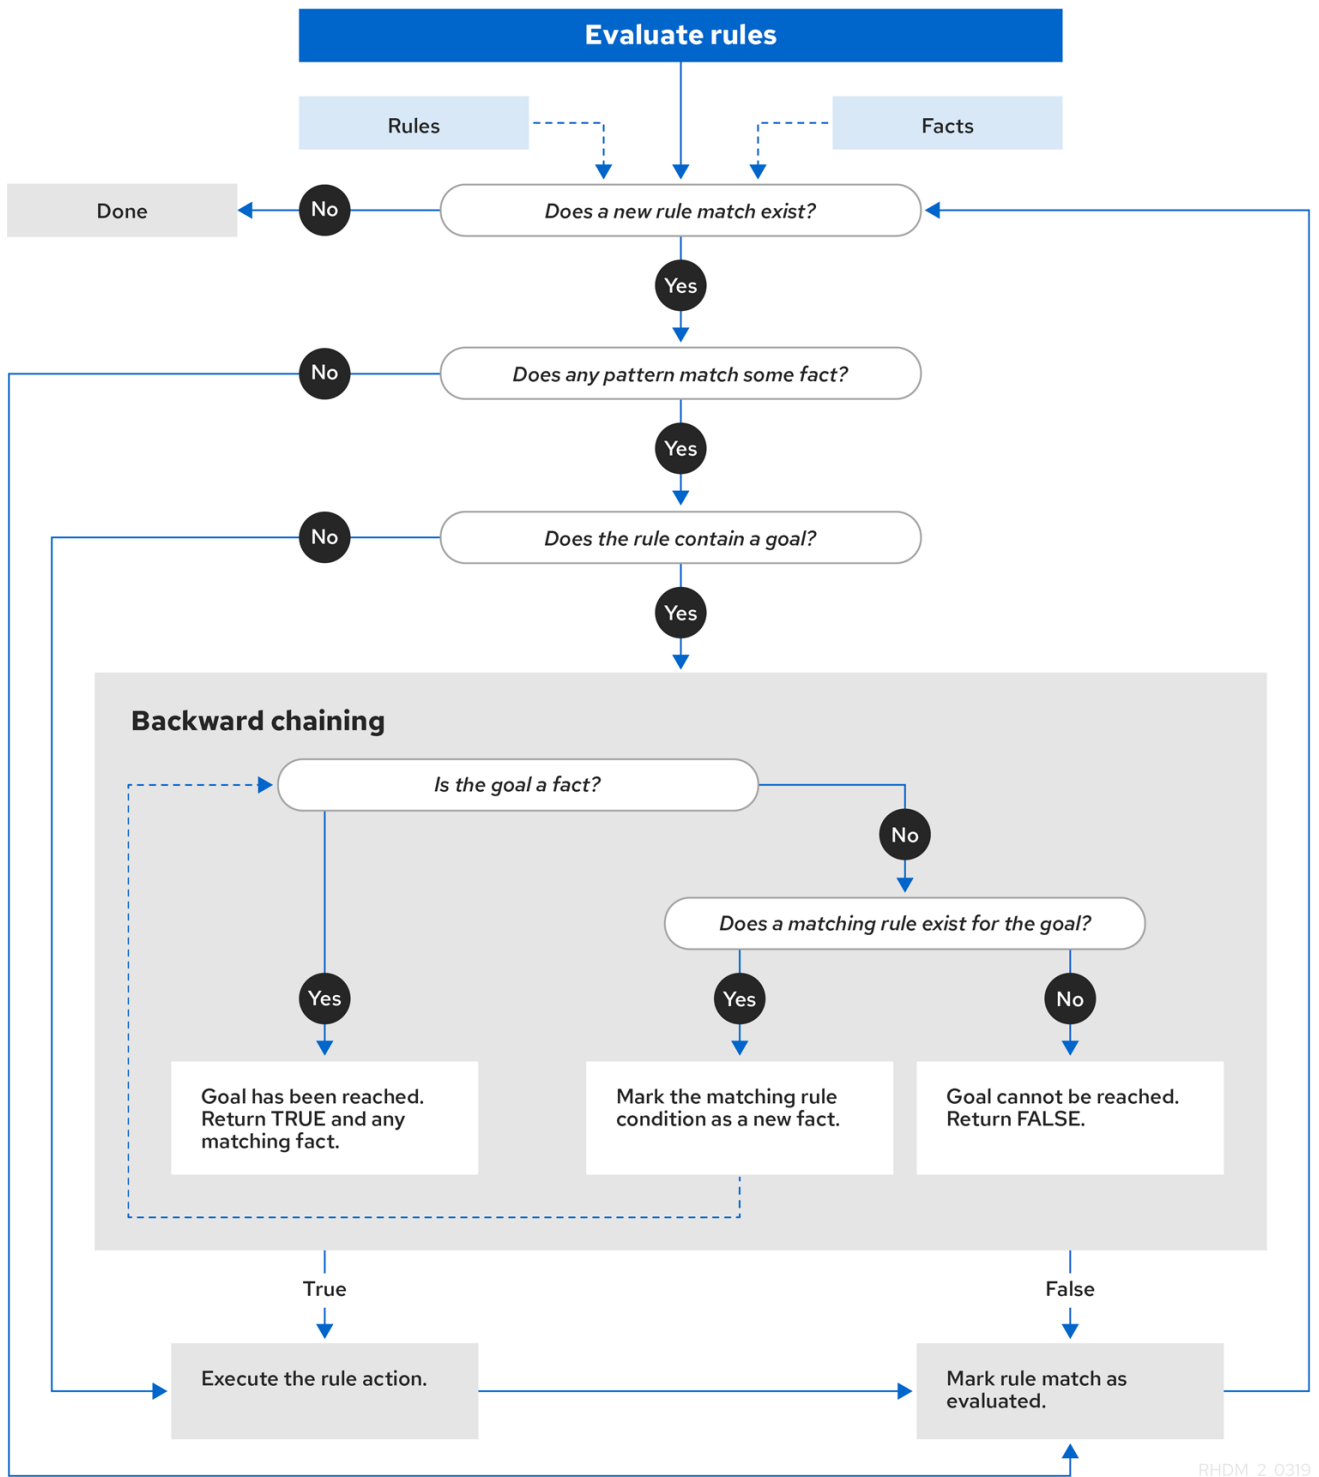 Evaluate rules
Rules
Facts
Done
No
Does a new rule match exist?
Yes
No
Does any pattern match some fact?
Yes
No
Does the rule contain a goal?
Yes
Backward chaining
Is the goal a fact?
No
Does a matching rule exist for the goal?
Yes
Yes
No
Goal has been reached.
Return TRUE and any
matching fact.
Mark the matching rule
condition as a new fact.
Goal cannot be reached.
Return FALSE.
True
False
Execute the rule action.
Mark rule match as
evaluated.
RHDM_2_0319